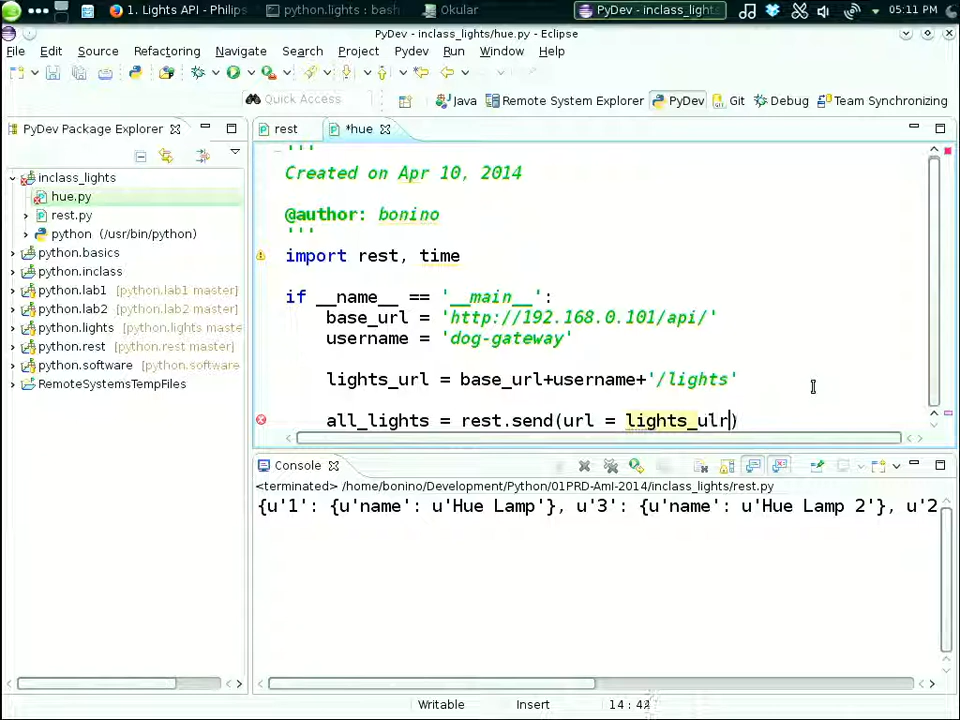 1. Lights API - Philips
python.lights : bash
Okular
PyDev - inclass_lights
05:11 PM
PyDev - inclass_lights/hue.py - Eclipse
File Edit Source Refactoring Navigate Search Project Pydev Run Window Help
Quick Access
Java Remote System Explorer PyDev Git Debug Team Synchronizing
PyDev Package Explorer
rest *hue
inclass_lights
hue.py
rest.py
python (/usr/bin/python)
python.basics
python.inclass
python.lab1 [python.lab1 master]
python.lab2 [python.lab2 master]
python.lights [python.lights maste
python.rest [python.rest master]
python.software [python.softwar
RemoteSystemsTempFiles
'''
Created on Apr 10, 2014
@author: bonino
'''
import rest, time
if __name__ == '__main__':
base_url = 'http://192.168.0.101/api/'
username = 'dog-gateway'
lights_url = base_url+username+'/lights'
all_lights = rest.send(url = lights_ulr)
Console
<terminated> /home/bonino/Development/Python/01PRD-AmI-2014/inclass_lights/rest.py
{u'1': {u'name': u'Hue Lamp'}, u'3': {u'name': u'Hue Lamp 2'}, u'2
Writable Insert